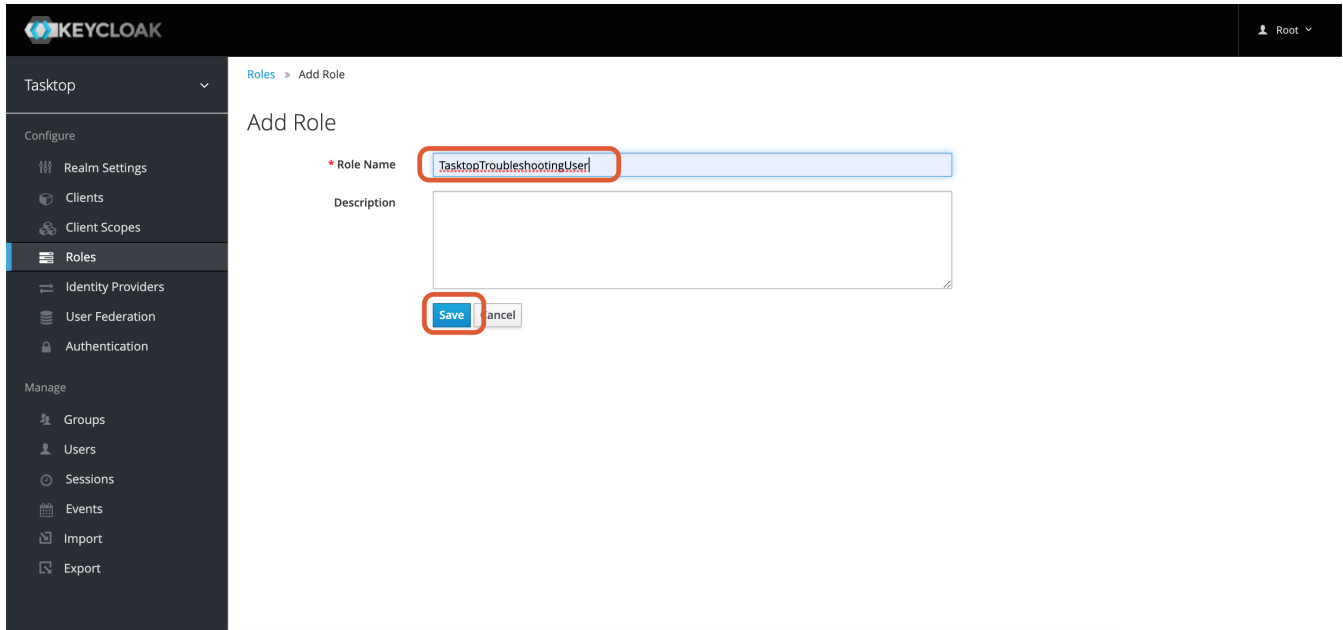 KEYCLOAK
Root
Tasktop
Roles » Add Role
Configure
Realm Settings
Clients
Client Scopes
Roles
Identity Providers
User Federation
Authentication
Manage
Groups
Users
Sessions
Events
Import
Export
Add Role
* Role Name
TasktopTroubleshootingUser
Description
Save
Cancel